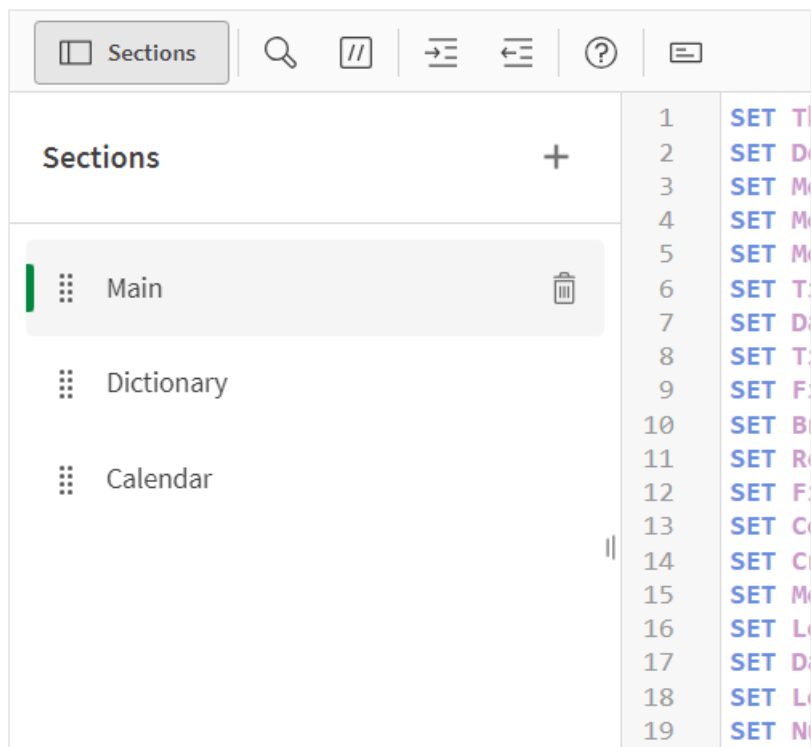 Sections
//
?
Sections
Main
Dictionary
Calendar
1 SET
2 SET
3 SET
4 SET
5 SET
6 SET
7 SET
8 SET
9 SET
10 SET
11 SET
12 SET
13 SET
14 SET
15 SET
16 SET
17 SET
18 SET
19 SET